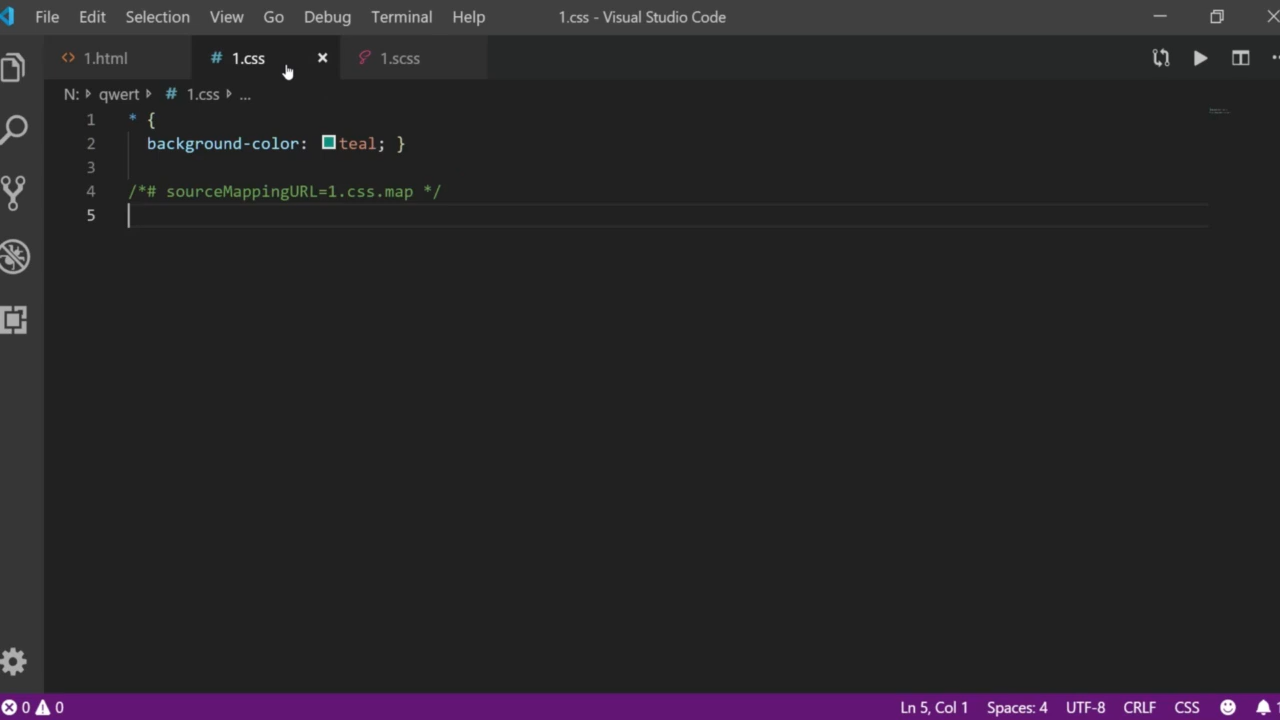 File Edit Selection View Go Debug Terminal Help 1.css - Visual Studio Code
1.html # 1.css × 1.scss
N: qwert # 1.css ...
1 * {
2 background-color: teal; }
3
4 /*# sourceMappingURL=1.css.map */
5
0 0 Ln 5, Col 1 Spaces: 4 UTF-8 CRLF CSS